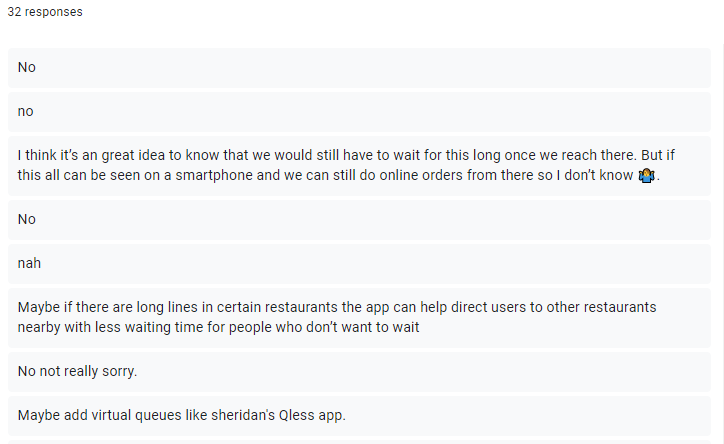 32 responses
No
no
I think it’s an great idea to know that we would still have to wait for this long once we reach there. But if
this all can be seen on a smartphone and we can still do online orders from there so I don’t know 🤷.
No
nah
Maybe if there are long lines in certain restaurants the app can help direct users to other restaurants
nearby with less waiting time for people who don’t want to wait
No not really sorry.
Maybe add virtual queues like sheridan's Qless app.